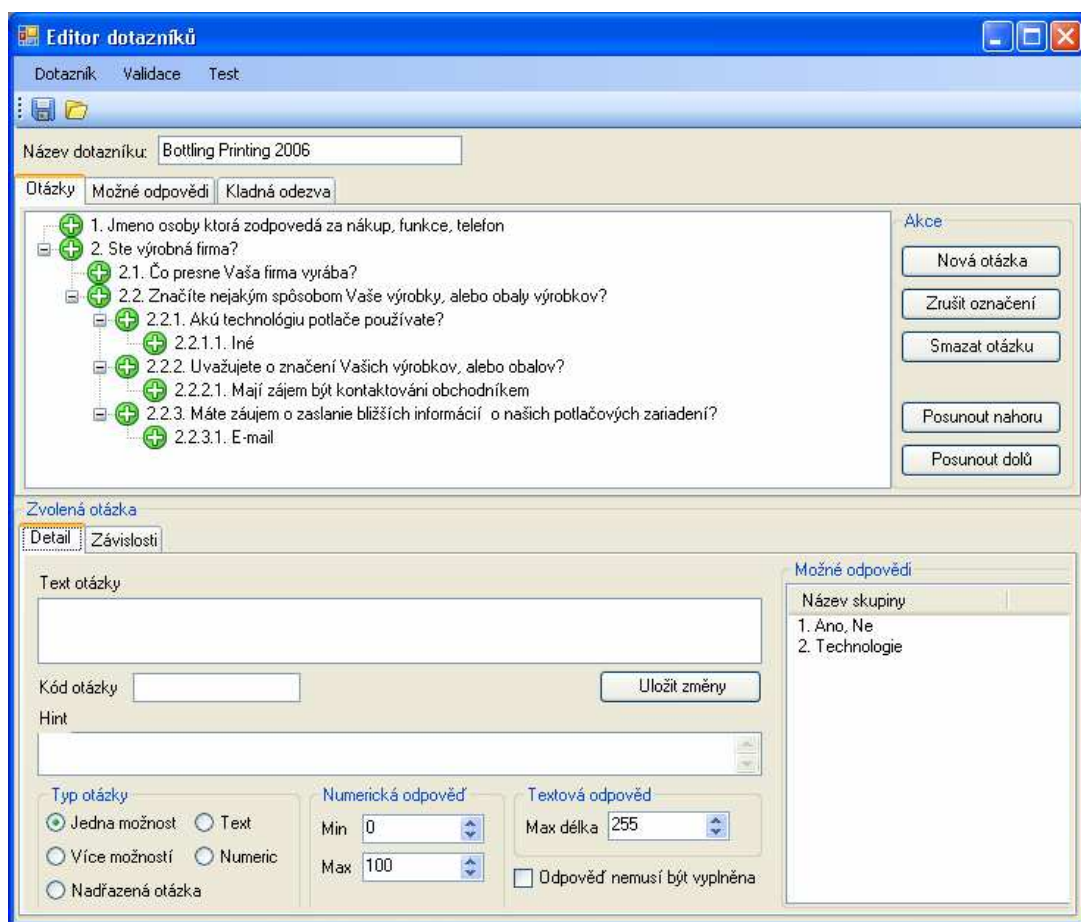 Editor dotazníků
Dotazník Validace Test
Název dotazníku: Bottling Printing 2006
Otázky Možné odpovědi Kladná odezva
1. Jmeno osoby ktorá zodpovedá za nákup, funkce, telefon
2. Ste výrobná firma?
2.1. Čo presne Vaša firma vyrába?
2.2. Značíte nejakým spôsobom Vaše výrobky, alebo obaly výrobkov?
2.2.1. Akú technológiu potlače používate?
2.2.1.1. Iné
2.2.2. Uvažujete o značení Vašich výrobkov, alebo obalov?
2.2.2.1. Mají zájem být kontaktováni obchodníkem
2.2.3. Máte záujem o zaslanie bližších informácií o našich potlačových zariadení?
2.2.3.1. E-mail
Akce
Nová otázka
Zrušit označení
Smazat otázku
Posunout nahoru
Posunout dolů
Zvolená otázka
Detail Závislosti
Text otázky
Kód otázky
Uložit změny
Hint
Typ otázky
Jedna možnost Text
Více možností Numeric
Nadřazená otázka
Numerická odpověď
Min 0
Max 100
Textová odpověd
Max délka 255
Odpověď nemusí být vyplněna
Možné odpovědi
Název skupiny
1. Ano, Ne
2. Technologie